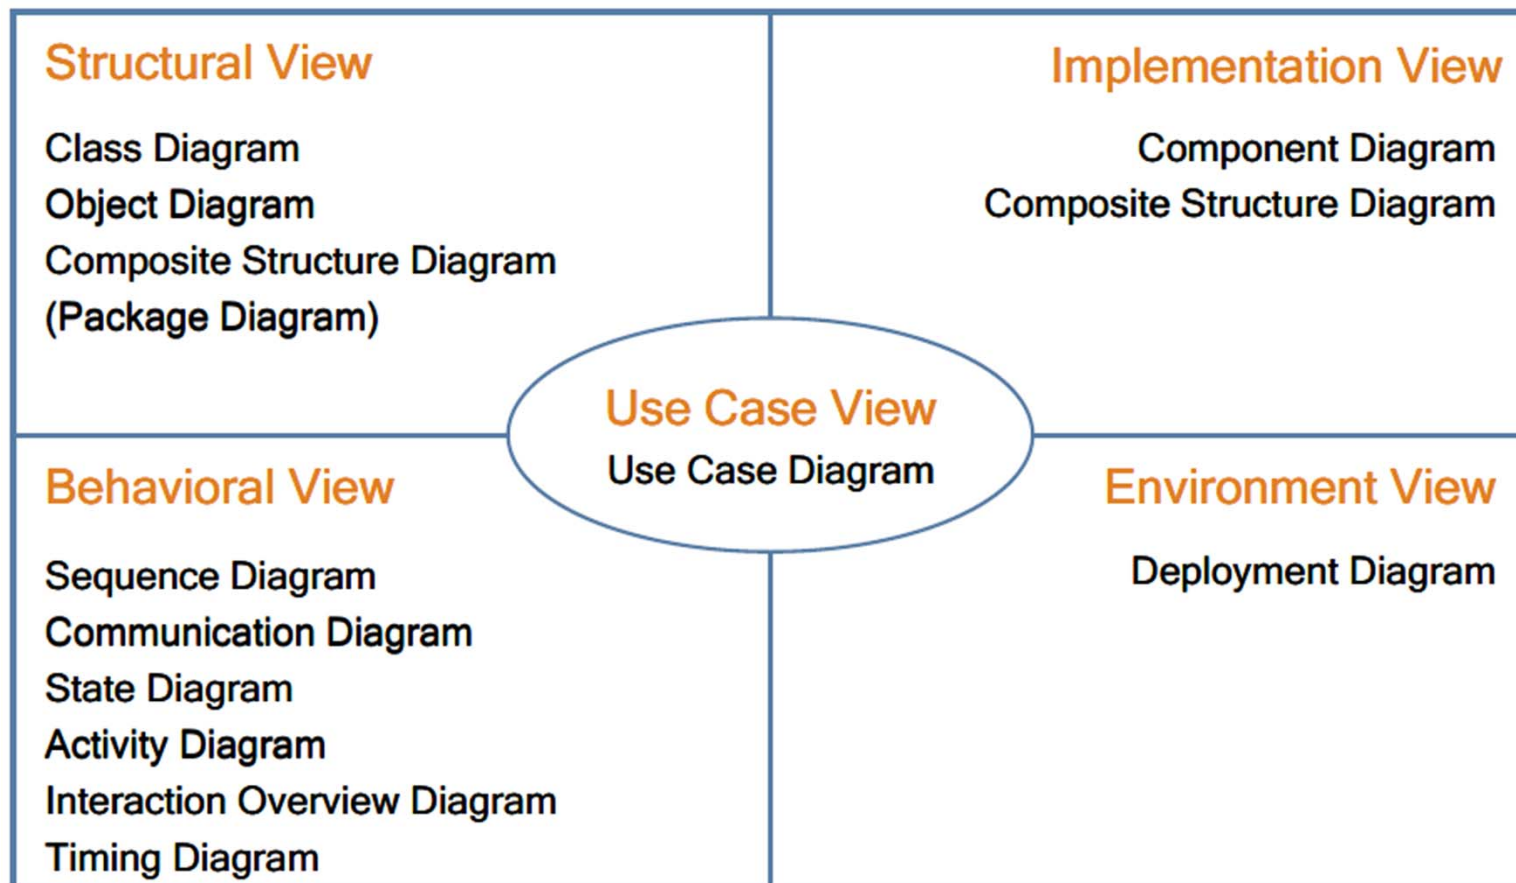 Structural View
Class Diagram
Object Diagram
Composite Structure Diagram
(Package Diagram)
Implementation View
Component Diagram
Composite Structure Diagram
Use Case View
Use Case Diagram
Behavioral View
Sequence Diagram
Communication Diagram
State Diagram
Activity Diagram
Interaction Overview Diagram
Timing Diagram
Environment View
Deployment Diagram